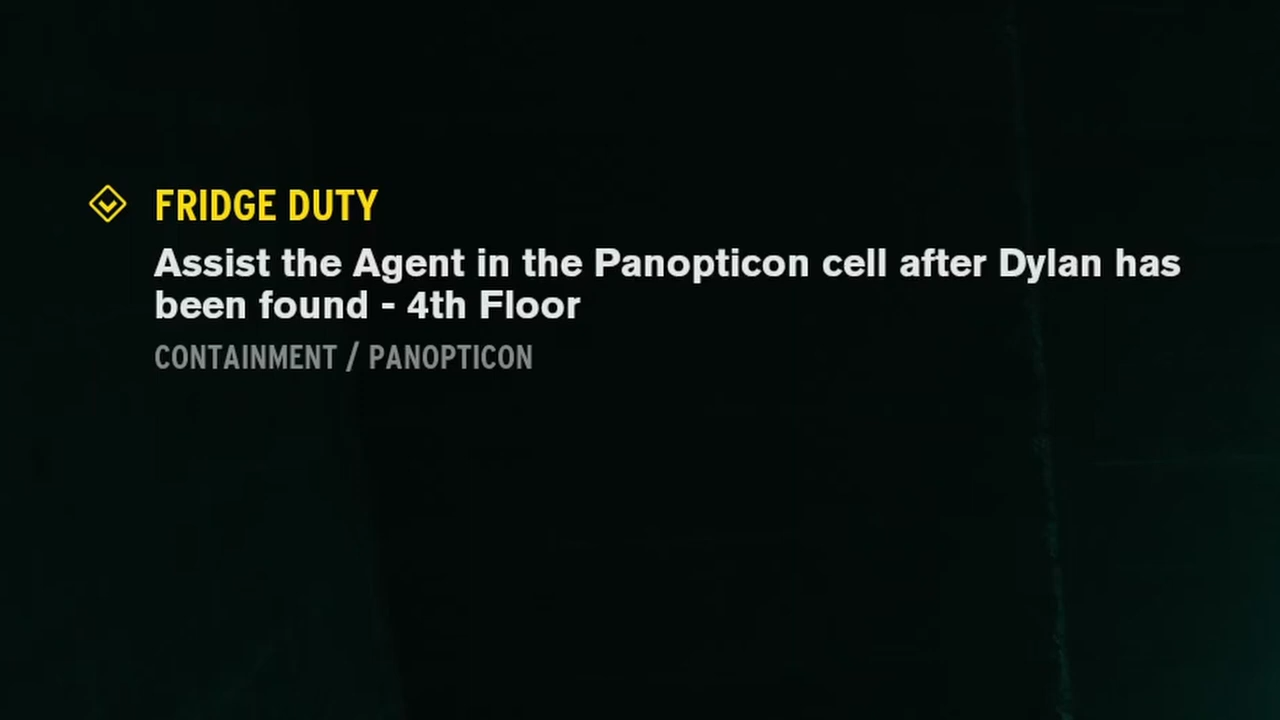 FRIDGE DUTY
Assist the Agent in the Panopticon cell after Dylan has
been found - 4th Floor
CONTAINMENT / PANOPTICON